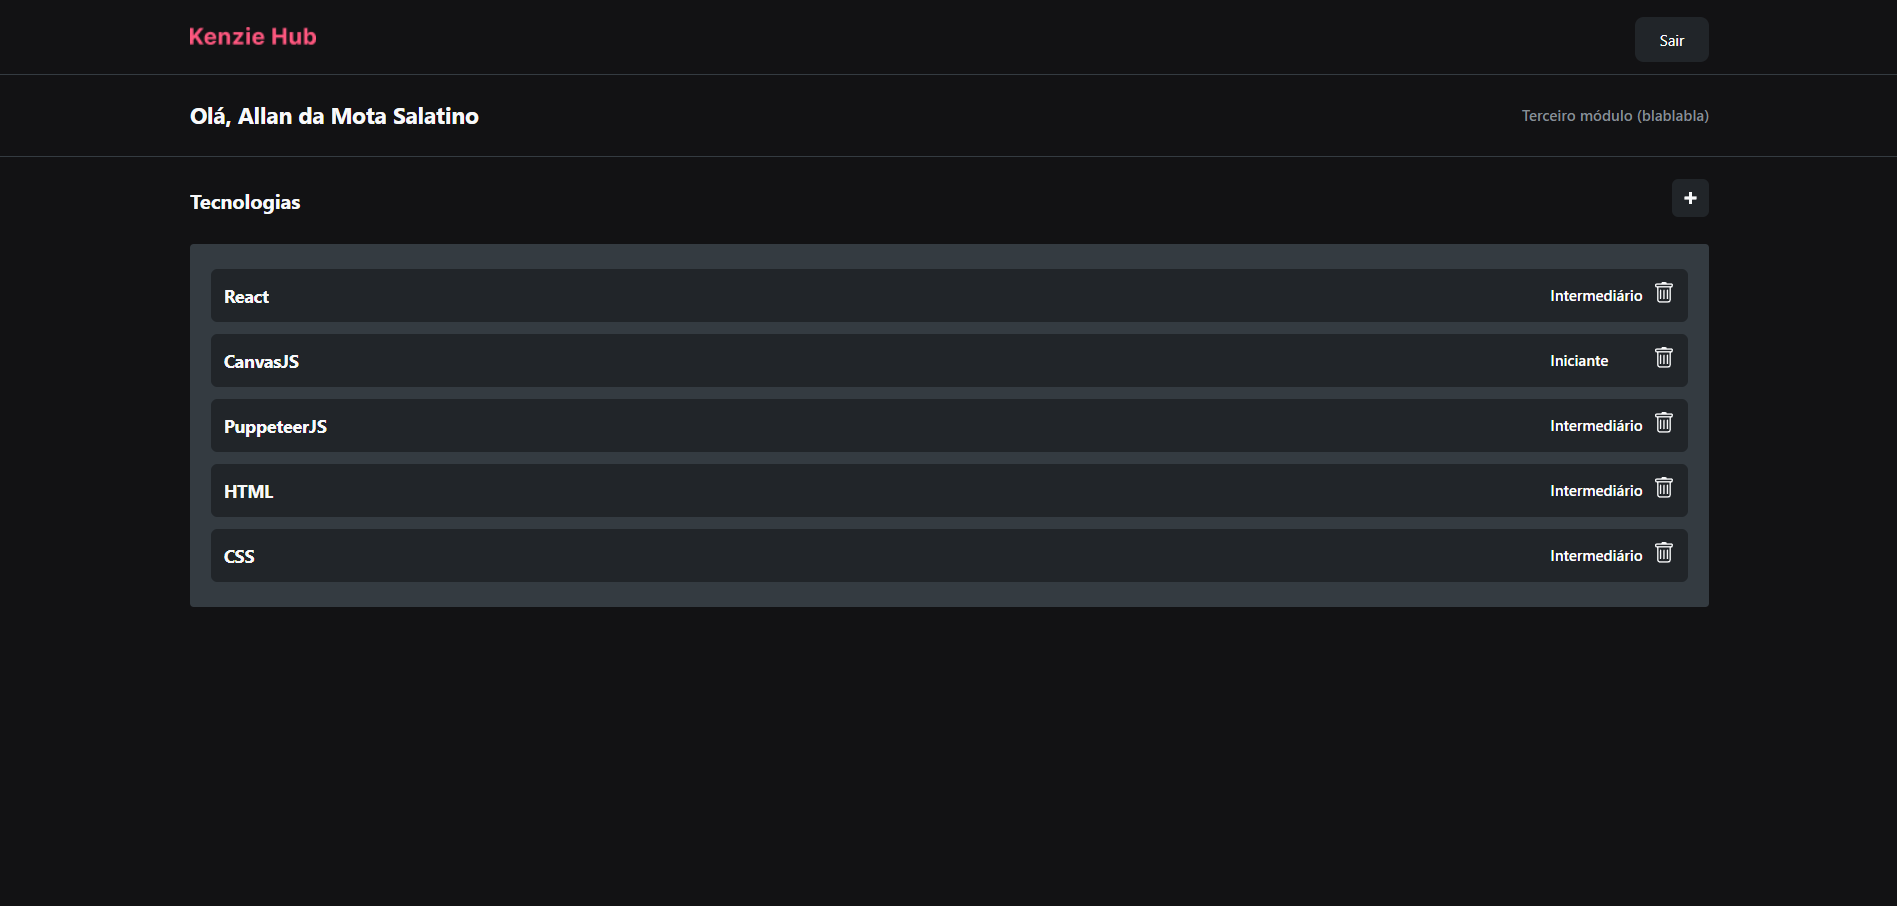 Kenzie Hub
Sair
Olá, Allan da Mota Salatino
Terceiro módulo (blablabla)
Tecnologias
+
React
Intermediário
CanvasJS
Iniciante
PuppeteerJS
Intermediário
HTML
Intermediário
CSS
Intermediário